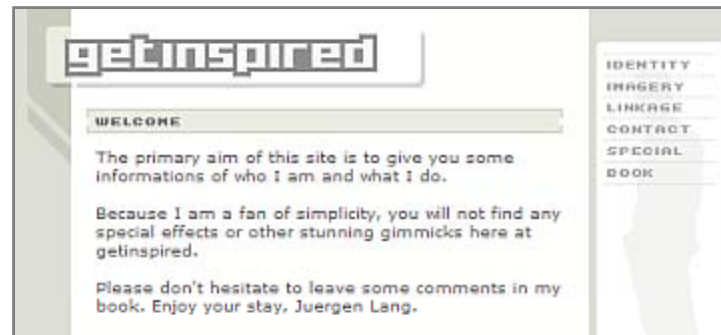 getinspired
WELCOME
The primary aim of this site is to give you some
informations of who I am and what I do.
Because I am a fan of simplicity, you will not find any
special effects or other stunning gimmicks here at
getinspired.
Please don't hesitate to leave some comments in my
book. Enjoy your stay, Juergen Lang.
IDENTITY
IMAGERY
LINKAGE
CONTACT
SPECIAL
BOOK